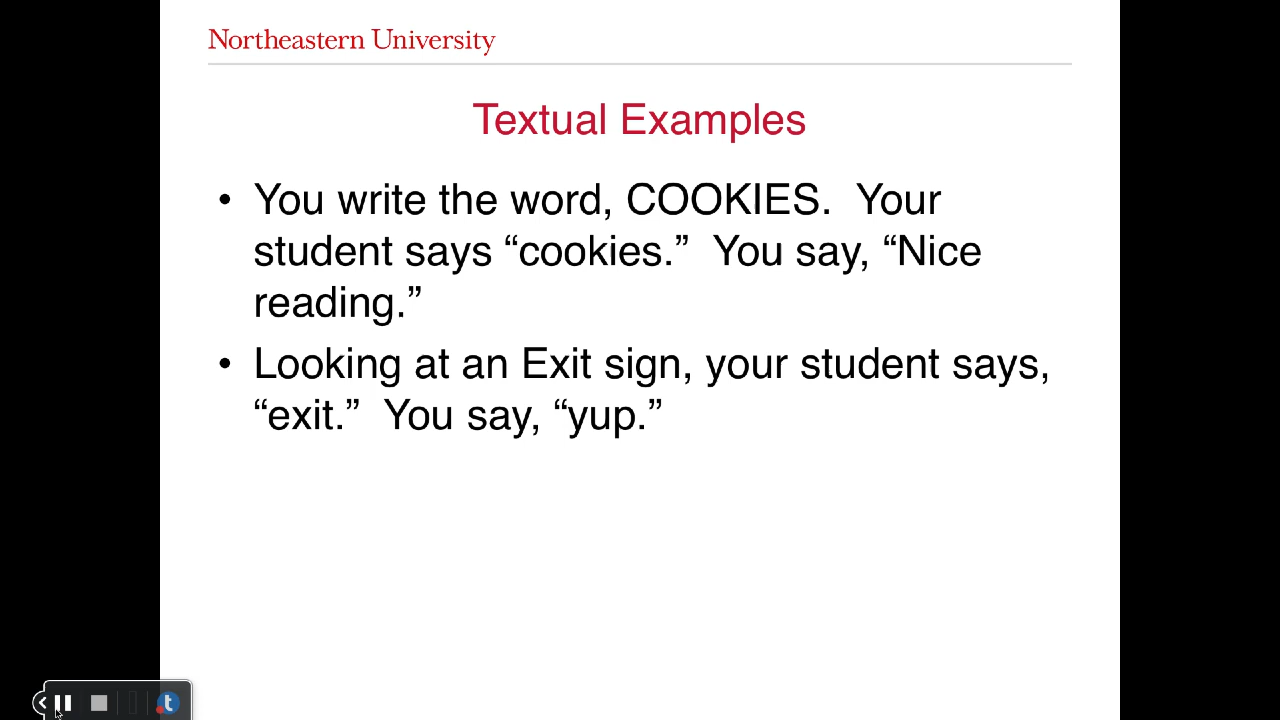 Northeastern University
Textual Examples
• You write the word, COOKIES.  Your
student says “cookies.”  You say, “Nice
reading.”
• Looking at an Exit sign, your student says,
“exit.”  You say, “yup.”
t